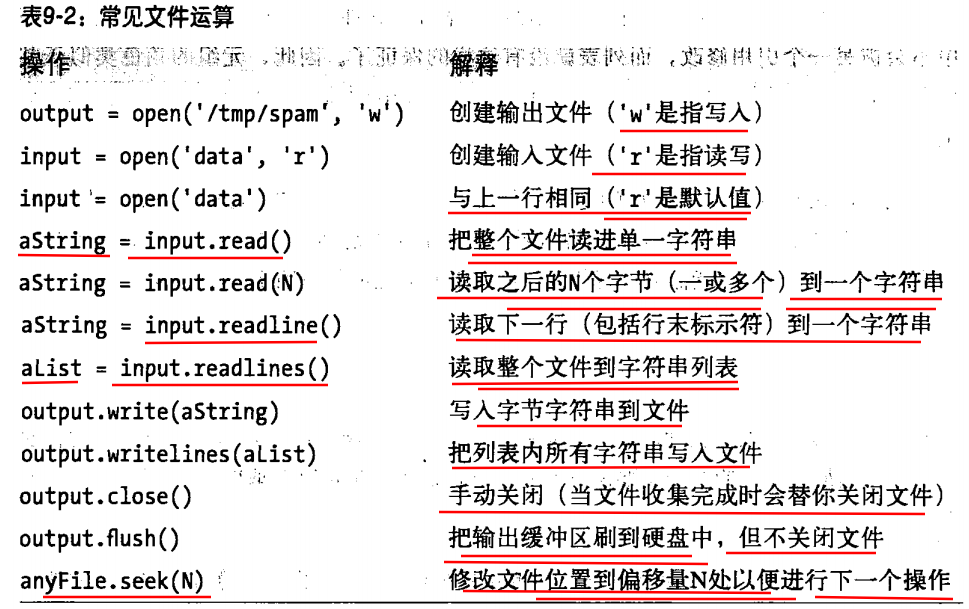 表9-2：常见文件运算
操作 解释
output = open('/tmp/spam', 'w') 创建输出文件（'w'是指写入）
input = open('data', 'r') 创建输入文件（'r'是指读写）
input = open('data') 与上一行相同（'r'是默认值）
aString = input.read() 把整个文件读进单一字符串
aString = input.read(N) 读取之后的N个字节（一或多个）到一个字符串
aString = input.readline() 读取下一行（包括行末标示符）到一个字符串
aList = input.readlines() 读取整个文件到字符串列表
output.write(aString) 写入字节字符串到文件
output.writelines(aList) 把列表内所有字符串写入文件
output.close() 手动关闭（当文件收集完成时会替你关闭文件）
output.flush() 把输出缓冲区刷到硬盘中，但不关闭文件
anyFile.seek(N) 修改文件位置到偏移量N处以便进行下一个操作